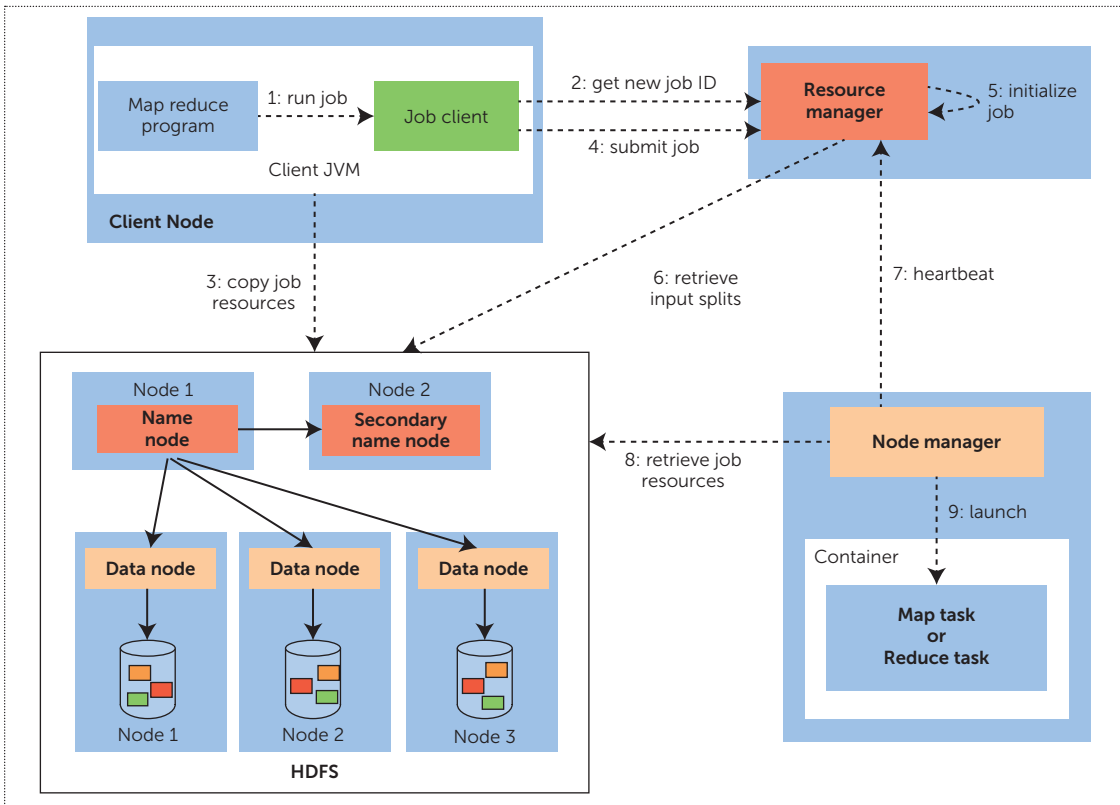 Map reduce
program
1: run job
Job client
Client JVM
Client Node
2: get new job ID
4: submit job
Resource
manager
5: initialize
job
3: copy job
resources
6: retrieve
input splits
7: heartbeat
Node 1
Name
node
Node 2
Secondary
name node
Data node
Data node
Data node
Node 1
Node 2
Node 3
HDFS
8: retrieve job
resources
Node manager
9: launch
Container
Map task
or
Reduce task